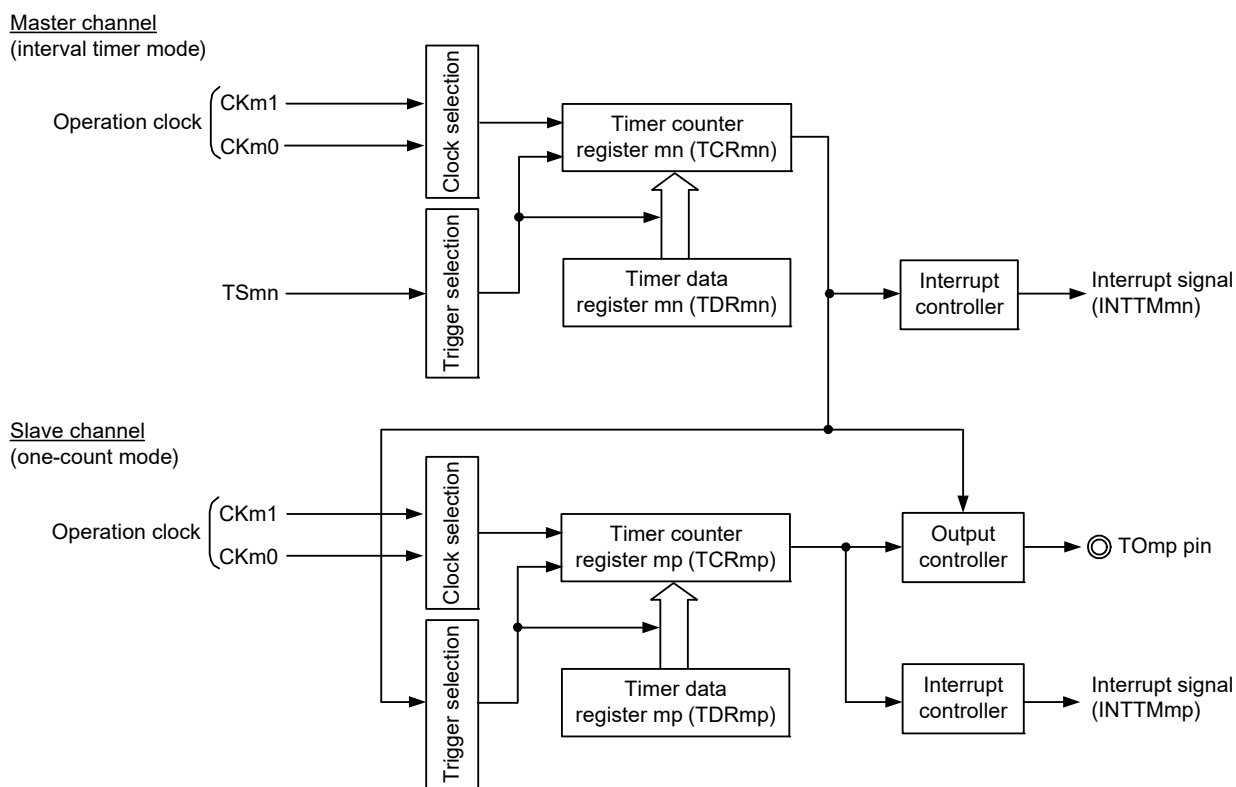 Master channel
(interval timer mode)
Operation clock
CKm1
CKm0
Clock selection
Timer counter
register mn (TCRmn)
TSmn
Trigger selection
Timer data
register mn (TDRmn)
Interrupt
controller
Interrupt signal
(INTTMmn)
Slave channel
(one-count mode)
Operation clock
CKm1
CKm0
Clock selection
Timer counter
register mp (TCRmp)
Output
controller
TOmp pin
Trigger selection
Timer data
register mp (TDRmp)
Interrupt
controller
Interrupt signal
(INTTMmp)